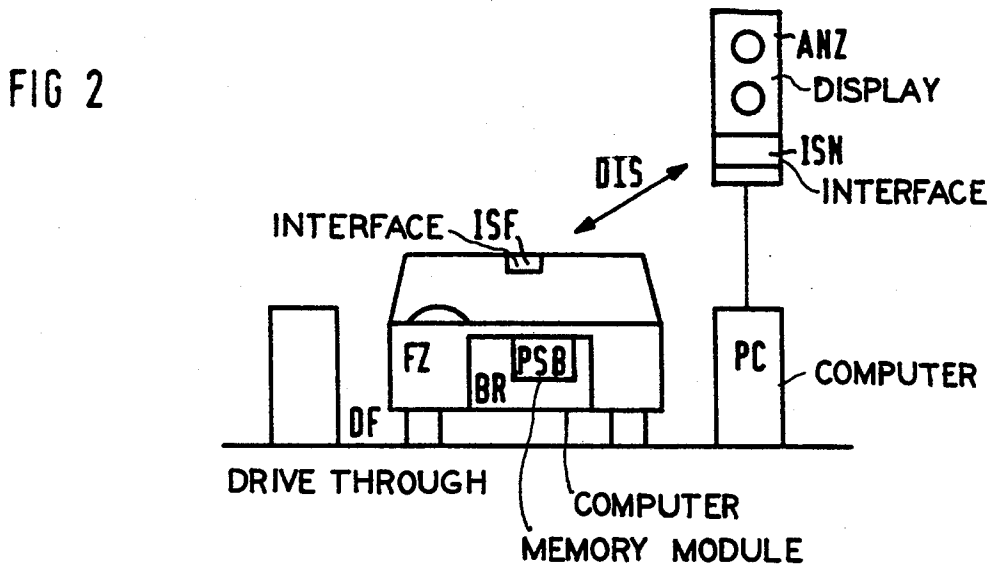 FIG 2
ANZ
DISPLAY
ISN
INTERFACE
DIS
INTERFACE ISF
FZ
PSB
BR
PC
COMPUTER
DF
DRIVE THROUGH
COMPUTER
MEMORY MODULE